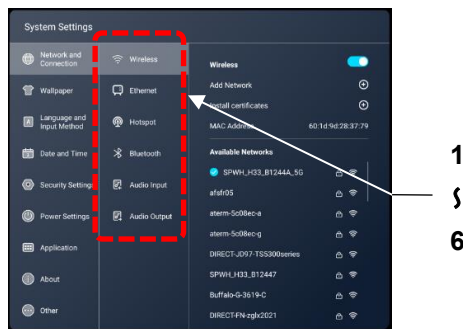 System Settings
Network and
Connection
Wallpaper
Language and
Input Method
Date and Time
Security Settings
Power Settings
Application
About
Other
Wireless
Ethernet
Hotspot
Bluetooth
Audio Input
Audio Output
Wireless
Add Network
Install certificates
MAC Address 60:1d:9d:28:37:79
Available Networks
SPWH_H33_B1244A_5G
afsfr05
aterm-5c08ec-a
aterm-5c08ec-g
DIRECT-JD97-TS5300series
SPWH_H33_B12447
Buffalo-G-3619-C
DIRECT-FN-zglx2021
1
6